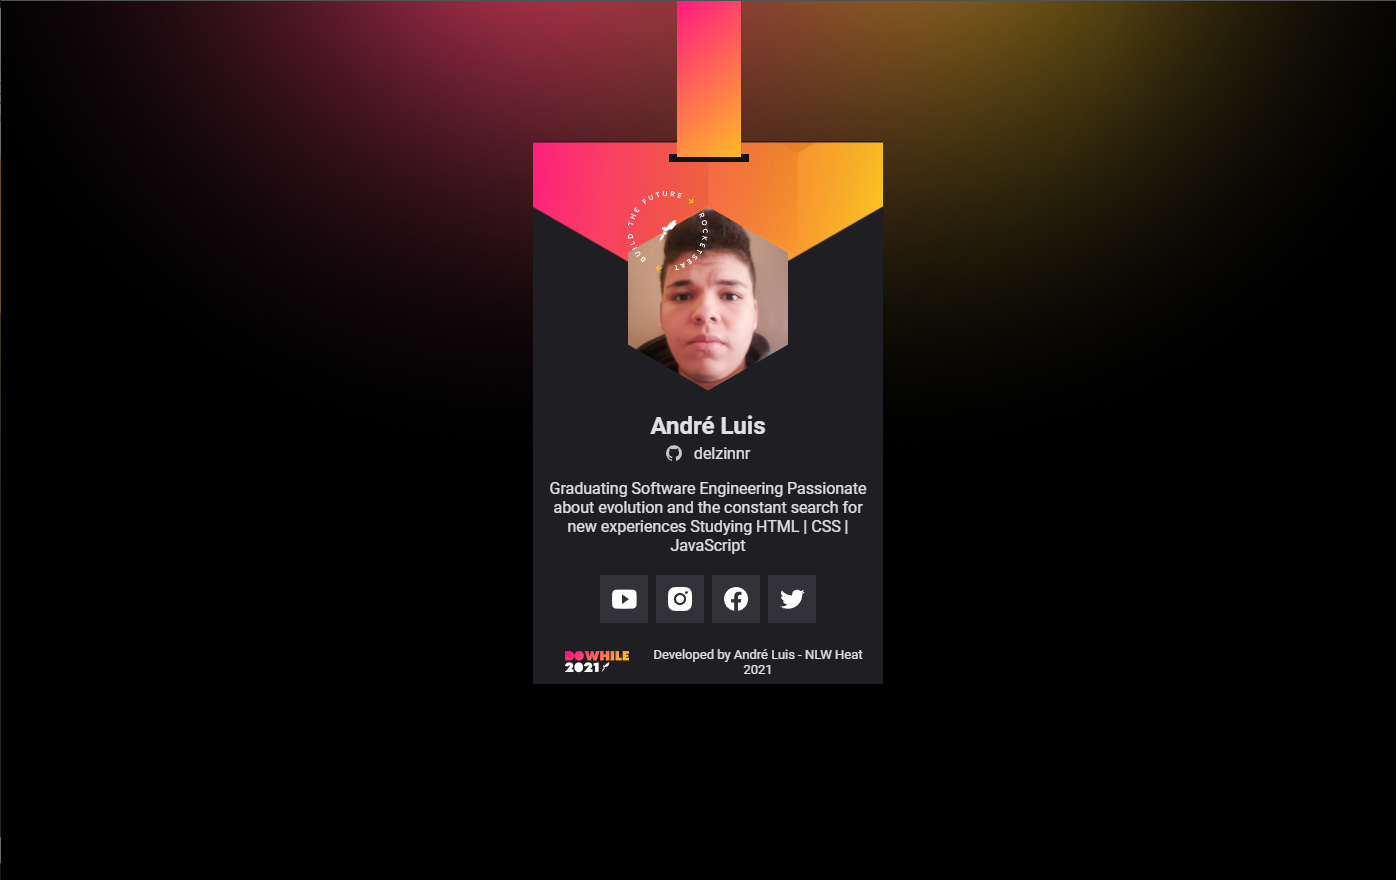 BUILD THE FUTURE
ROCKETSEAT
André Luis
delzinnr
Graduating Software Engineering Passionate
about evolution and the constant search for
new experiences Studying HTML | CSS |
JavaScript
DOWHILE
2021
Developed by André Luis - NLW Heat
2021